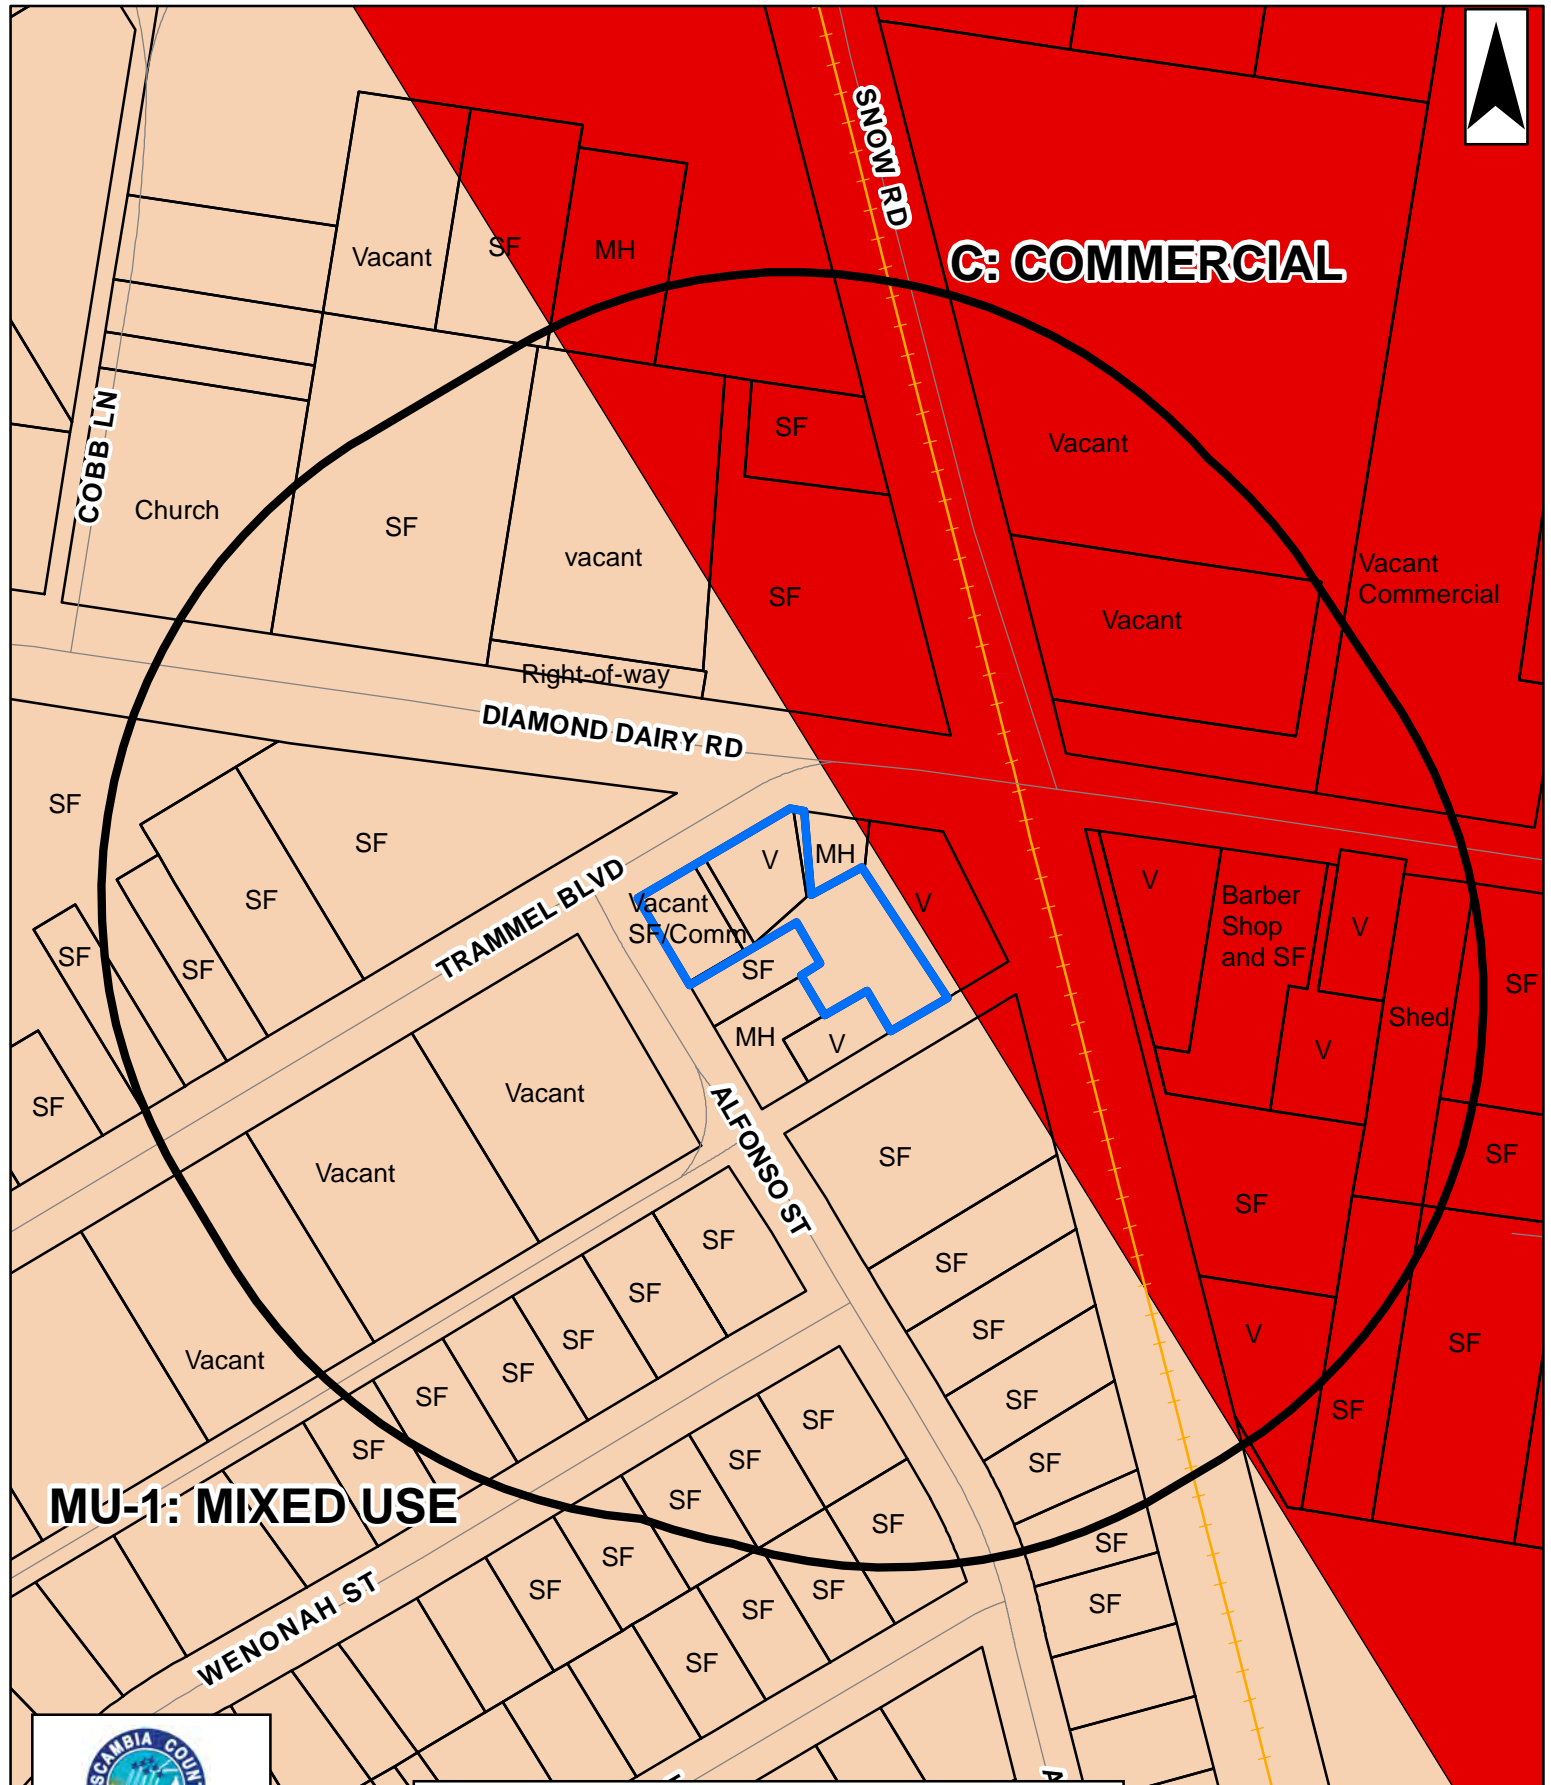 SNOW RD
C: COMMERCIAL
Vacant
SF
MH
COBB LN
Church
SF
vacant
SF
SF
Vacant
Vacant
Vacant
Commercial
Right-of-way
DIAMOND DAIRY RD
SF
SF
SF
SF
SF
SF
TRAMMEL BLVD
V
MH
V
Vacant
SF/Comm
SF
MH
V
V
Barber
Shop
and SF
V
Shed
V
SF
SF
SF
V
SF
SF
Vacant
Vacant
Vacant
ALFONSO ST
SF
SF
SF
SF
SF
SF
SF
SF
SF
SF
SF
SF
SF
SF
MU-1: MIXED USE
SF
SF
SF
SF
SF
SF
SF
SF
SF
SF
WENONAH ST